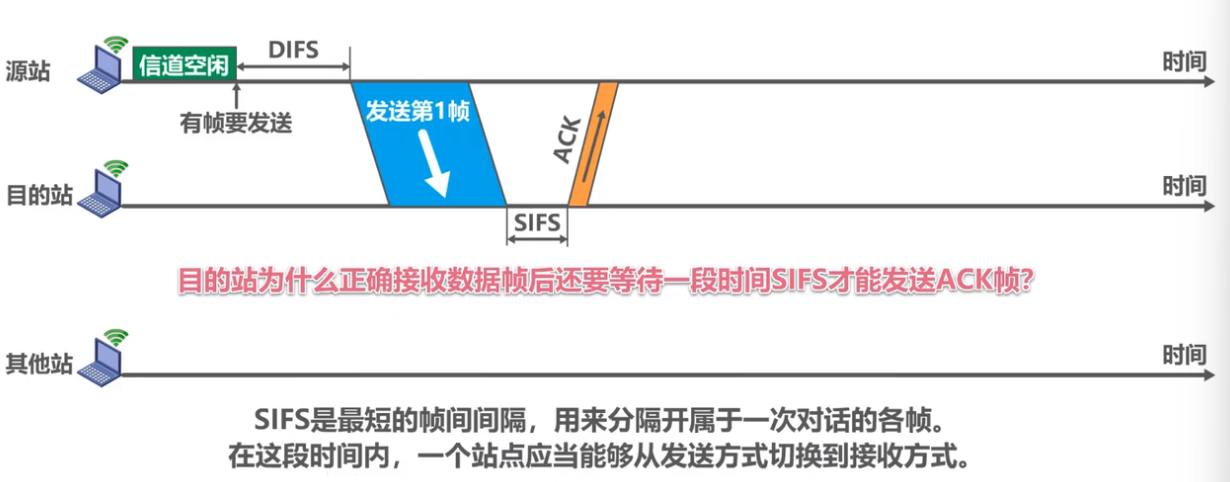 DIFS
信道空闲
时间
源站
发送第1帧
有帧要发送
ACK
目的站
时间
SIFS
目的站为什么正确接收数据帧后还要等待一段时间SIFS才能发送ACK帧?
其他站
时间
SIFS是最短的帧间间隔，用来分隔开属于一次对话的各帧。
在这段时间内，一个站点应当能够从发送方式切换到接收方式。